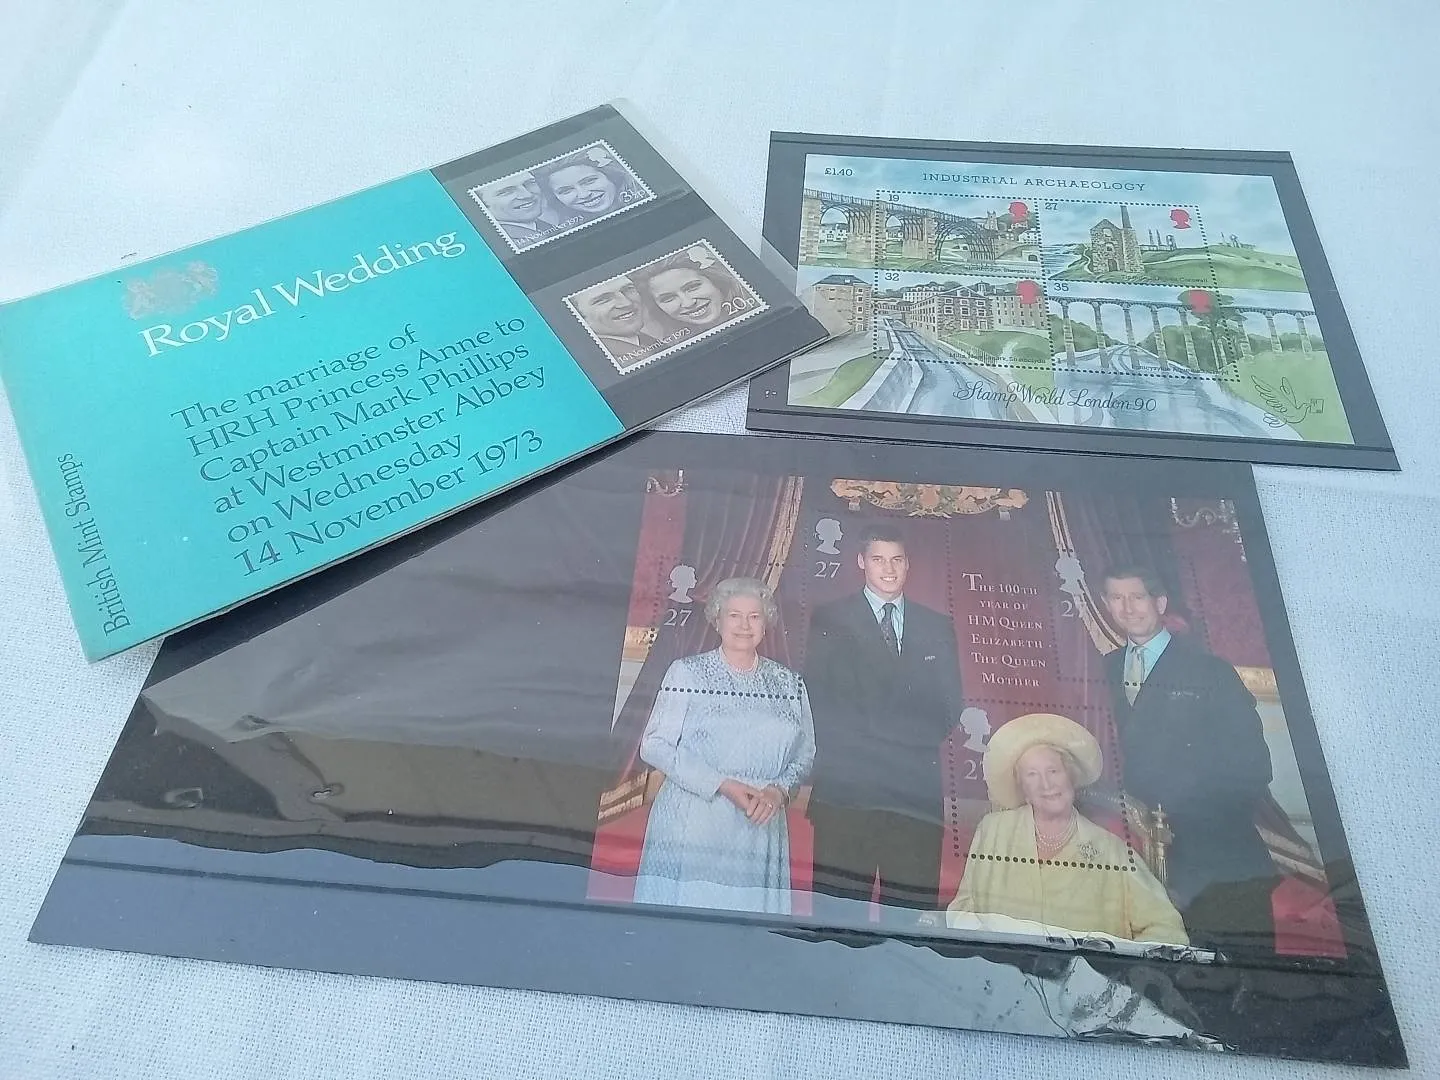 Royal Wedding
The marriage of
HRH Princess Anne to
Captain Mark Phillips
at Westminster Abbey
on Wednesday
14 November 1973
British Mint Stamps
3½p
14 November 1973
20p
14 November 1973
£1.40
INDUSTRIAL ARCHAEOLOGY
19
27
32
35
Stamp World London 90
27
27
THE 100TH
YEAR OF
HM QUEEN
ELIZABETH
THE QUEEN
MOTHER